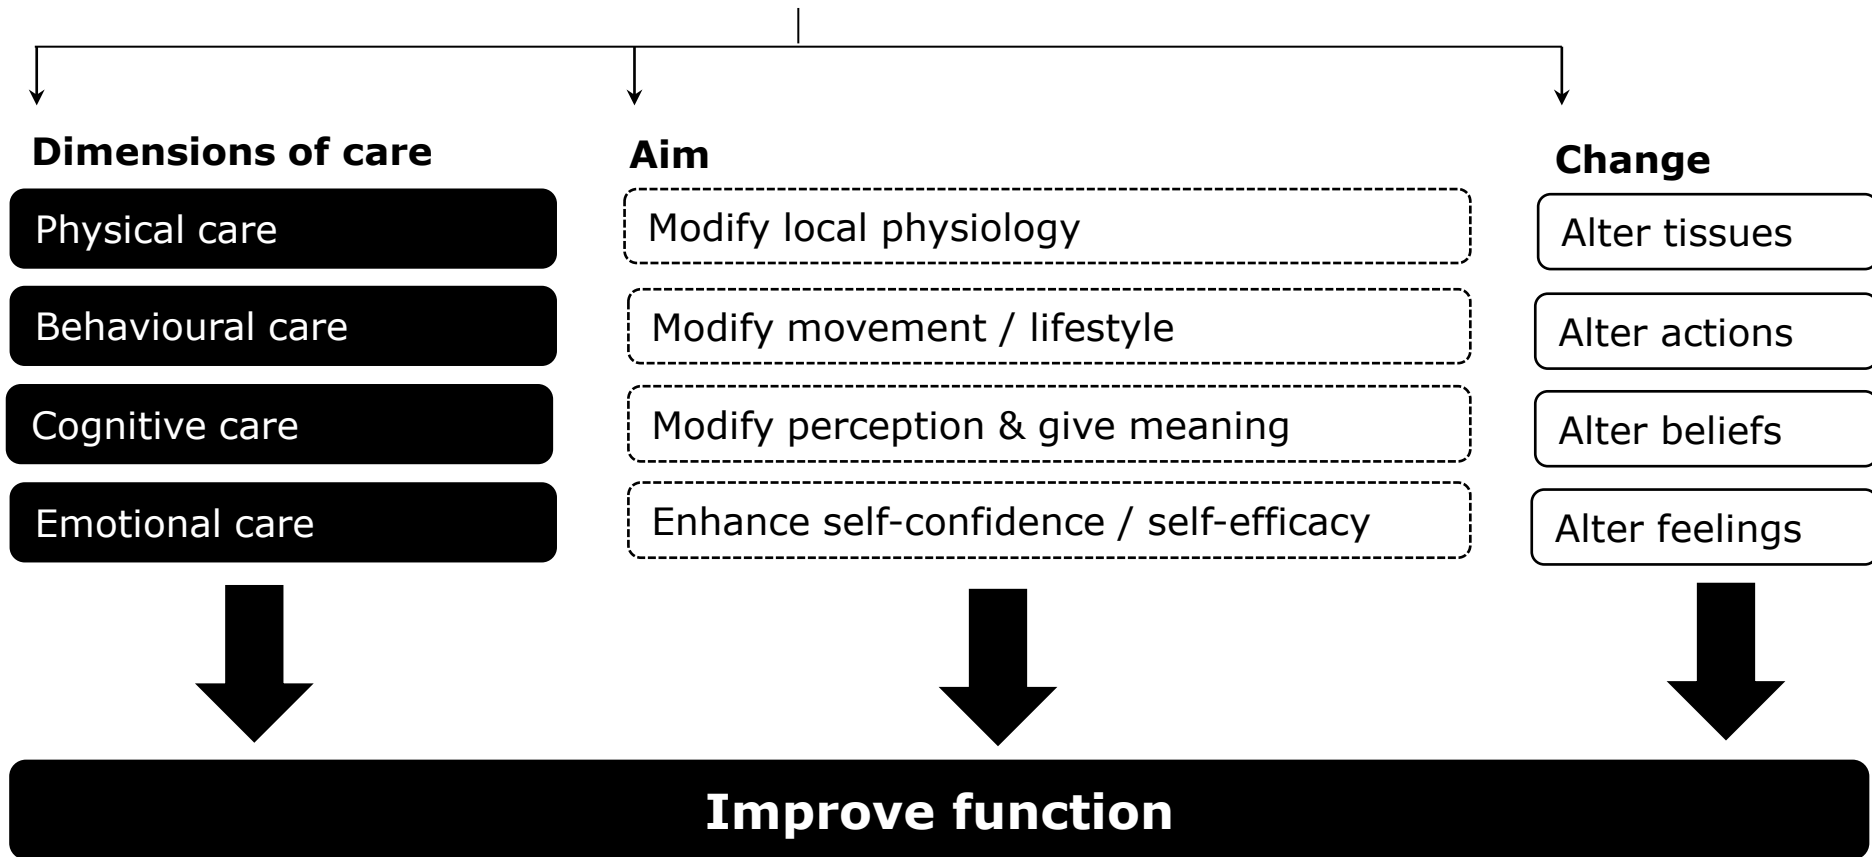 Dimensions of care
Aim
Change
Physical care
Modify local physiology
Alter tissues
Behavioural care
Modify movement / lifestyle
Alter actions
Cognitive care
Modify perception & give meaning
Alter beliefs
Emotional care
Enhance self-confidence / self-efficacy
Alter feelings
Improve function